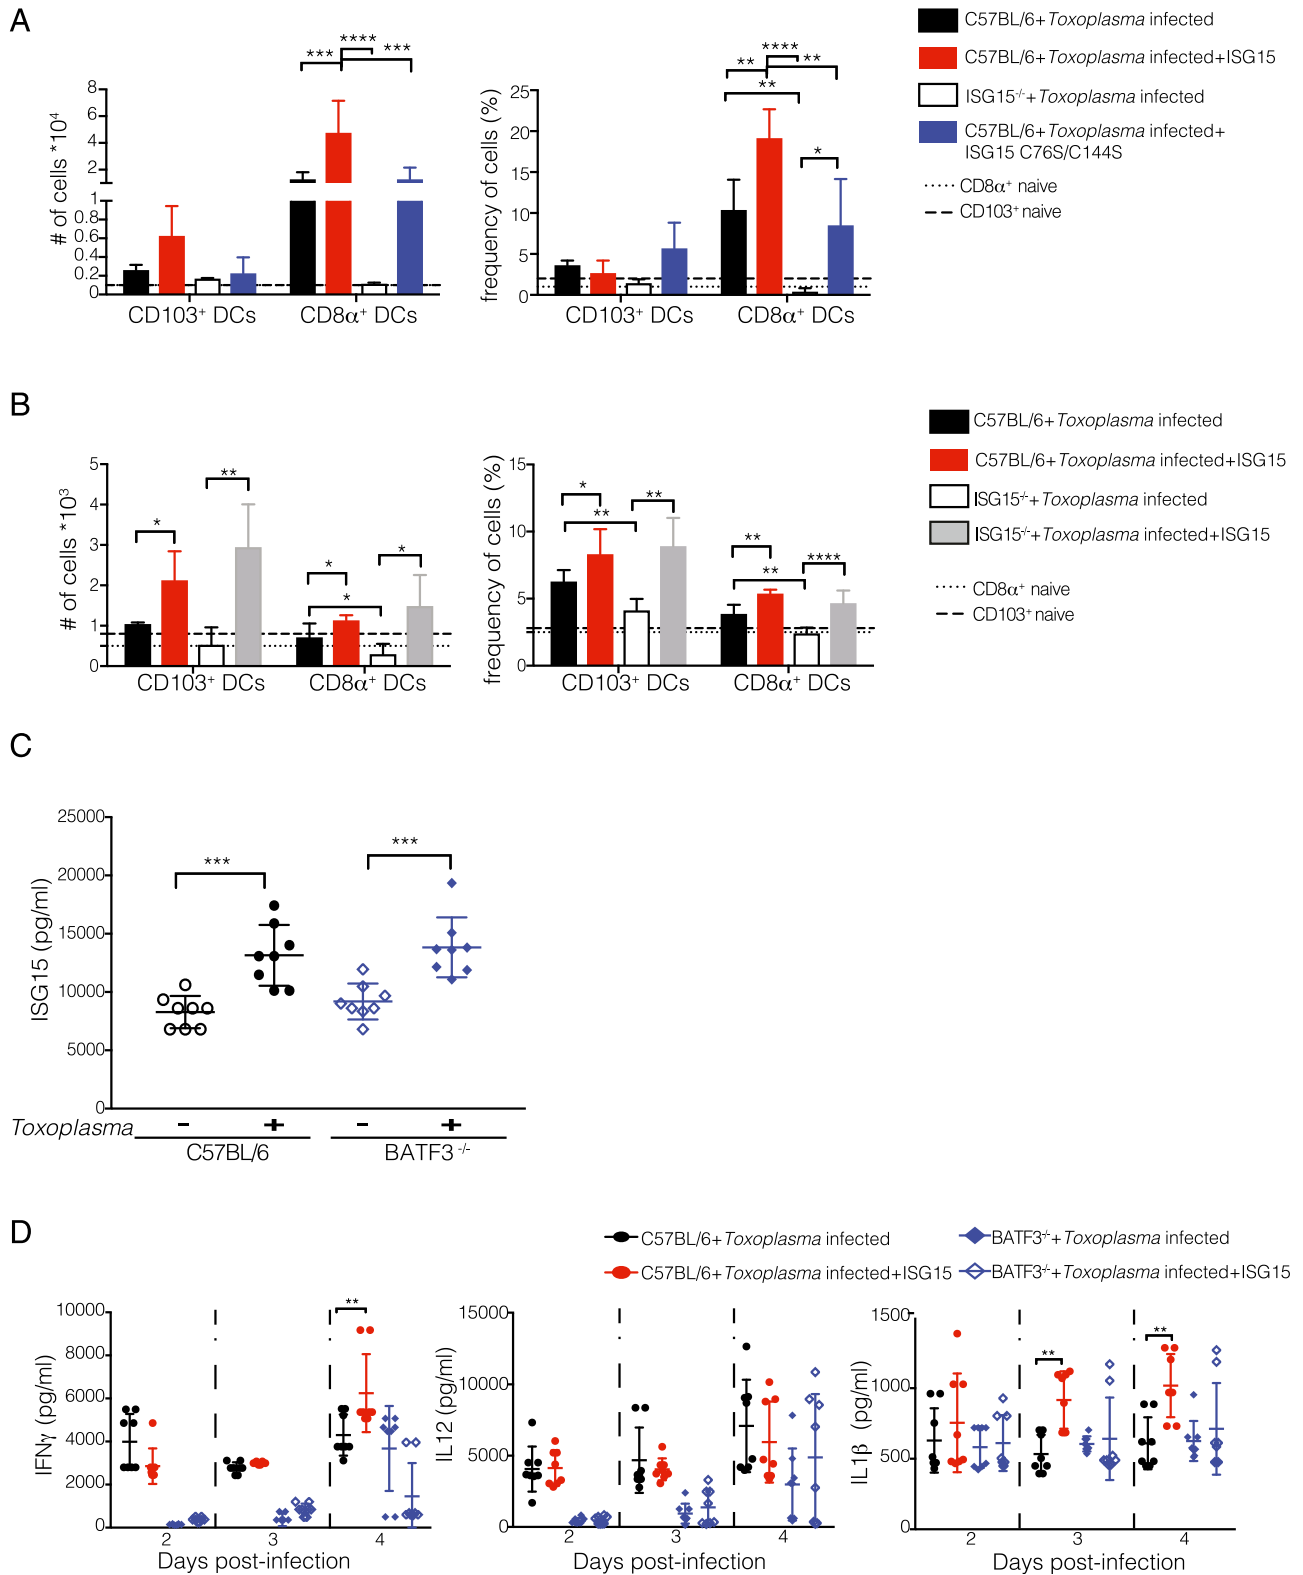 A
C57BL/6+Toxoplasma infected
C57BL/6+Toxoplasma infected+ISG15
ISG15-/-+Toxoplasma infected
C57BL/6+Toxoplasma infected+
ISG15 C76S/C144S
CD8α+ naive
CD103+ naive
*** **** ***
# of cells *104
8
6
4
2
1
0.8
0.6
0.4
0.2
0
CD103+ DCs CD8α+ DCs
** **** **
**
*
frequency of cells (%)
25
20
15
10
5
0
CD103+ DCs CD8α+ DCs
B
C57BL/6+Toxoplasma infected
C57BL/6+Toxoplasma infected+ISG15
ISG15-/-+Toxoplasma infected
ISG15-/-+Toxoplasma infected+ISG15
CD8α+ naive
CD103+ naive
# of cells *103
5
4
3
2
1
0
* ** * * *
CD103+ DCs CD8α+ DCs
frequency of cells (%)
15
10
5
0
* ** ** ** ** ****
CD103+ DCs CD8α+ DCs
C
ISG15 (pg/ml)
25000
20000
15000
10000
5000
0
*** ***
Toxoplasma - + - +
C57BL/6 BATF3 -/-
D
C57BL/6+Toxoplasma infected
BATF3-/-+Toxoplasma infected
C57BL/6+Toxoplasma infected+ISG15
BATF3-/-+Toxoplasma infected+ISG15
IFNγ (pg/ml)
10000
8000
6000
4000
2000
0
**
2 3 4
Days post-infection
IL12 (pg/ml)
15000
10000
5000
0
2 3 4
Days post-infection
IL1β (pg/ml)
1500
1000
500
0
** **
2 3 4
Days post-infection